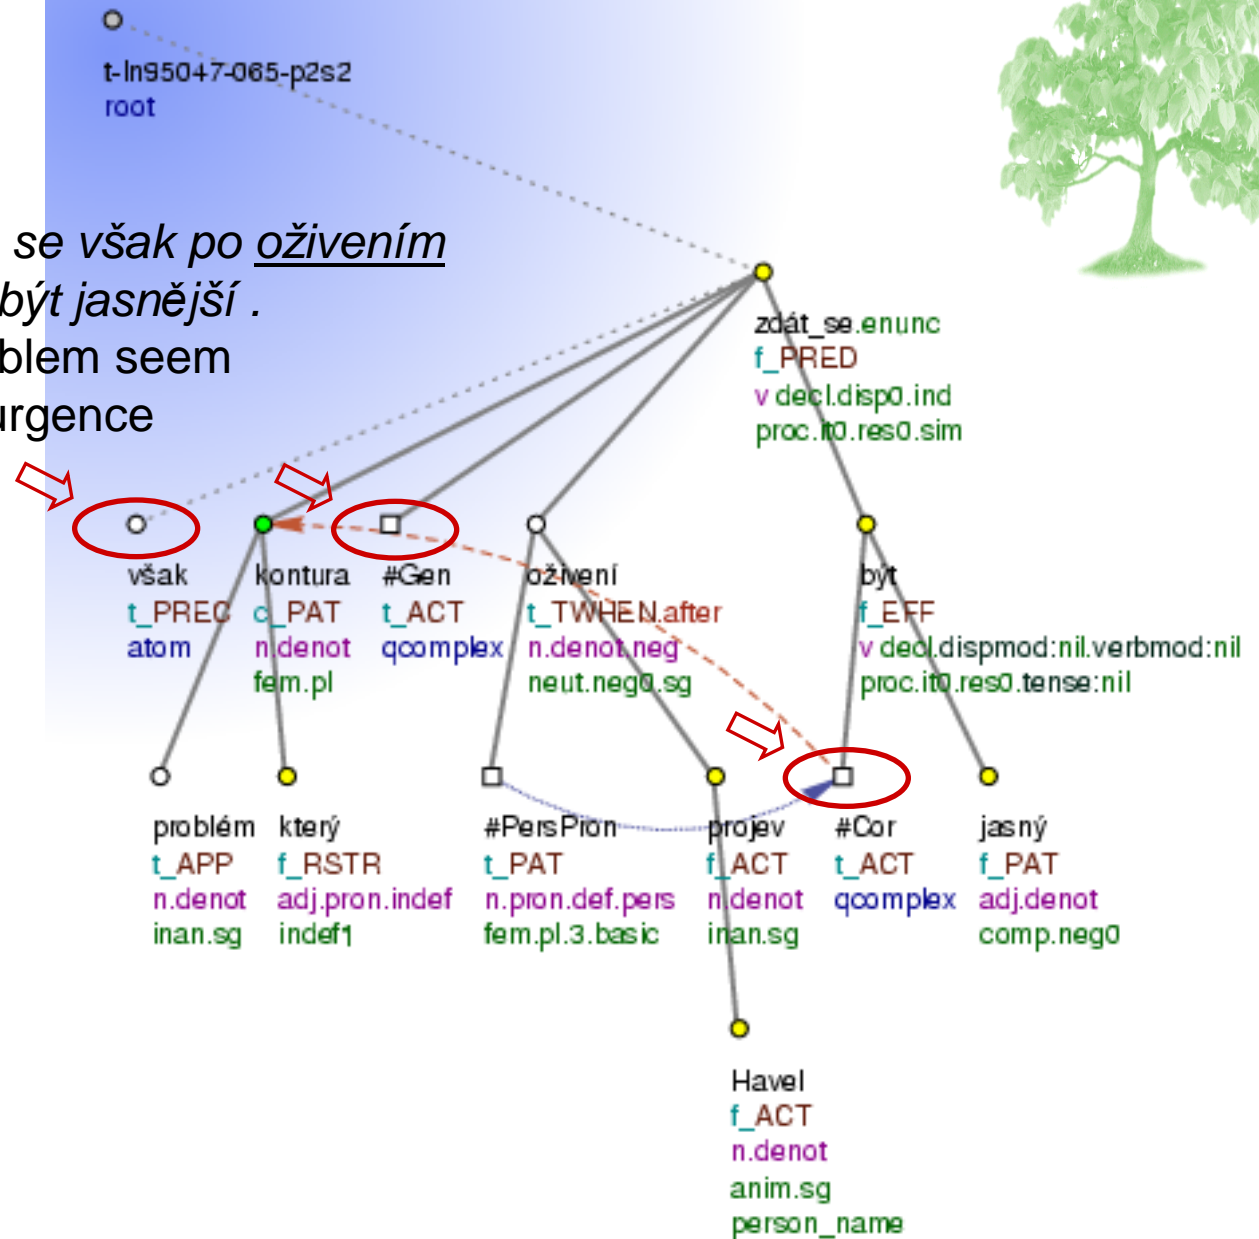 t-ln95047-065-p2s2
root
se však po oživením
být jasnější .
blem seem
urgence
zdát_se.enunc
f_PRED
v decl.disp0.ind
proc.it0.res0.sim
však
t_PREC
atom
kontura
c_PAT
n.denot
fem.pl
#Gen
t_ACT
qcomplex
oživení
t_TWHEN.after
n.denot.neg
neut.neg0.sg
být
f_EFF
v decl.dispmod:nil.verbmod:nil
proc.it0.res0.tense:nil
problém
t_APP
n.denot
inan.sg
který
f_RSTR
adj.pron.indef
indef1
#PersPron
t_PAT
n.pron.def.pers
fem.pl.3.basic
projev
f_ACT
n.denot
inan.sg
#Cor
t_ACT
qcomplex
jasný
f_PAT
adj.denot
comp.neg0
Havel
f_ACT
n.denot
anim.sg
person_name